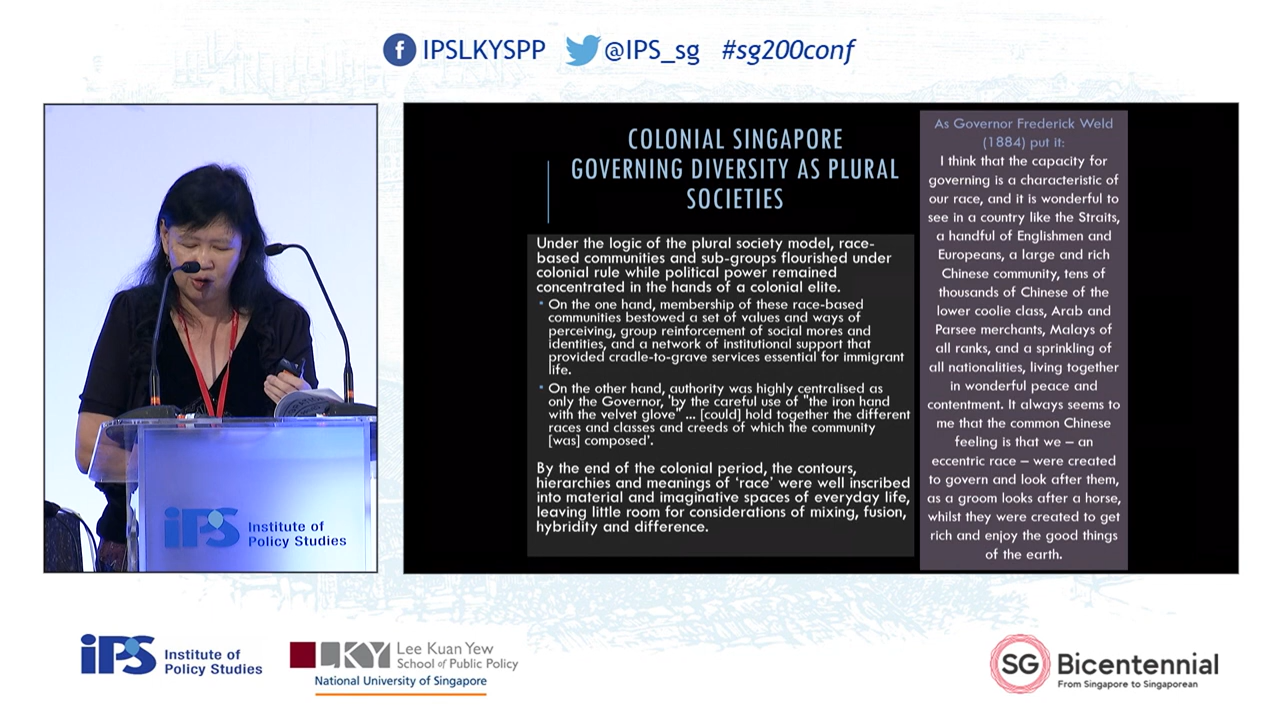 IPSLKYSPP @IPS_sg #sg200conf
COLONIAL SINGAPORE
GOVERNING DIVERSITY AS PLURAL
SOCIETIES
Under the logic of the plural society model, race-
based communities and sub-groups flourished under
colonial rule while political power remained
concentrated in the hands of a colonial elite.
On the one hand, membership of these race-based
communities bestowed a set of values and ways of
perceiving, group reinforcement of social mores and
identities, and a network of institutional support that
provided cradle-to-grave services essential for immigrant
life.
On the other hand, authority was highly centralised as
only the Governor, 'by the careful use of "the iron hand
with the velvet glove" ... [could] hold together the different
races and classes and creeds of which the community
[was] composed'.
By the end of the colonial period, the contours,
hierarchies and meanings of 'race' were well inscribed
into material and imaginative spaces of everyday life,
leaving little room for considerations of mixing, fusion,
hybridity and difference.
As Governor Frederick Weld
(1884) put it:
I think that the capacity for
governing is a characteristic of
our race, and it is wonderful to
see in a country like the Straits,
a handful of Englishmen and
Europeans, a large and rich
Chinese community, tens of
thousands of Chinese of the
lower coolie class, Arab and
Parsee merchants, Malays of
all ranks, and a sprinkling of
all nationalities, living together
in wonderful peace and
contentment. It always seems to
me that the common Chinese
feeling is that we – an
eccentric race – were created
to govern and look after them,
as a groom looks after a horse,
whilst they were created to get
rich and enjoy the good things
of the earth.
iPS Institute of
Policy Studies
iPS Institute of
Policy Studies
LKY Lee Kuan Yew
School of Public Policy
National University of Singapore
SG Bicentennial
From Singapore to Singaporean